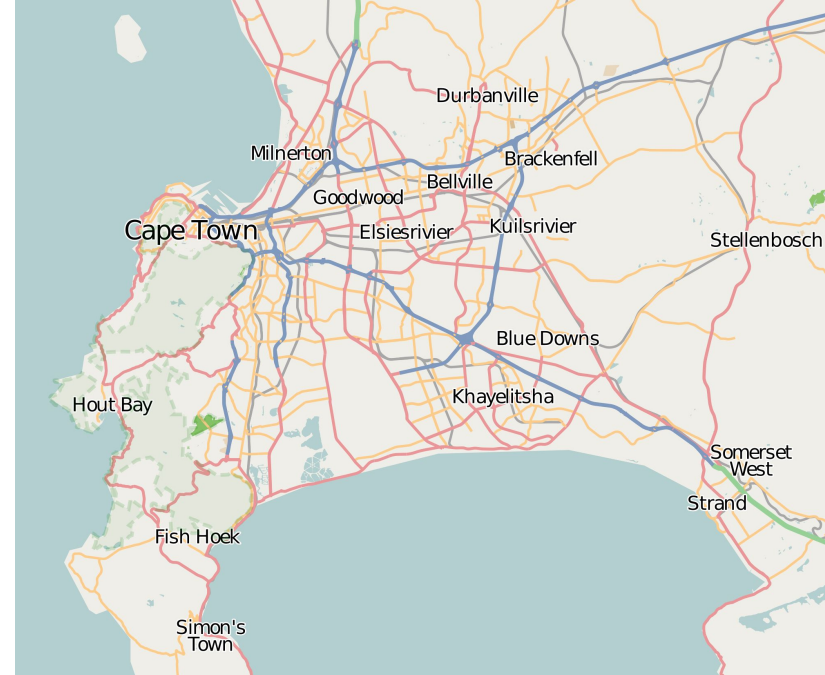 Durbanville
Milnerton
Brackenfell
Bellville
Goodwood
Cape Town
Elsiesrivier
Kuilsrivier
Stellenbosch
Blue Downs
Hout Bay
Khayelitsha
Somerset
West
Strand
Fish Hoek
Simon's
Town